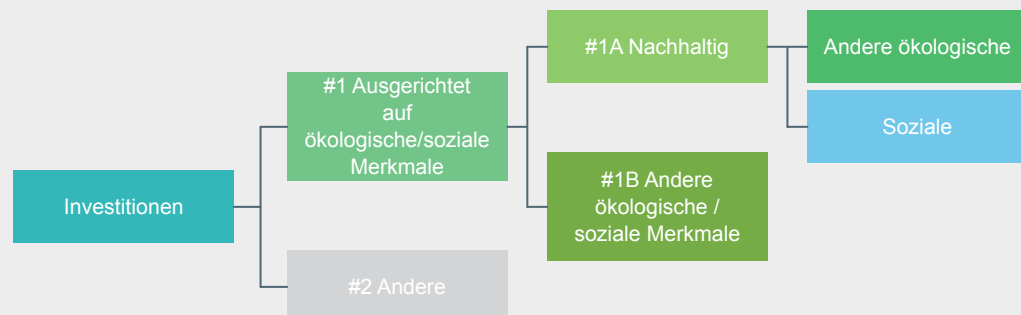 Investitionen
#1 Ausgerichtet
auf
ökologische/soziale
Merkmale
#2 Andere
#1A Nachhaltig
#1B Andere
ökologische /
soziale Merkmale
Andere ökologische
Soziale